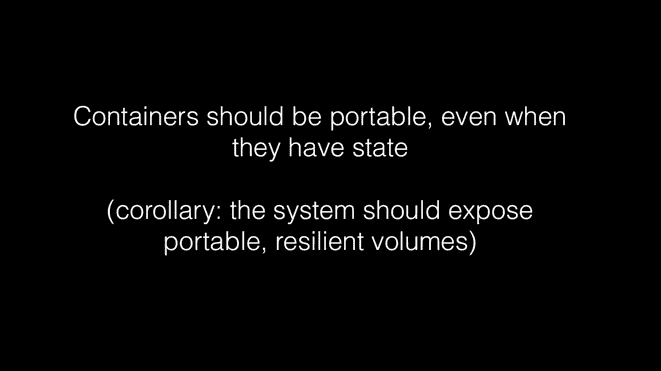 Containers should be portable, even when
they have state
(corollary: the system should expose
portable, resilient volumes)